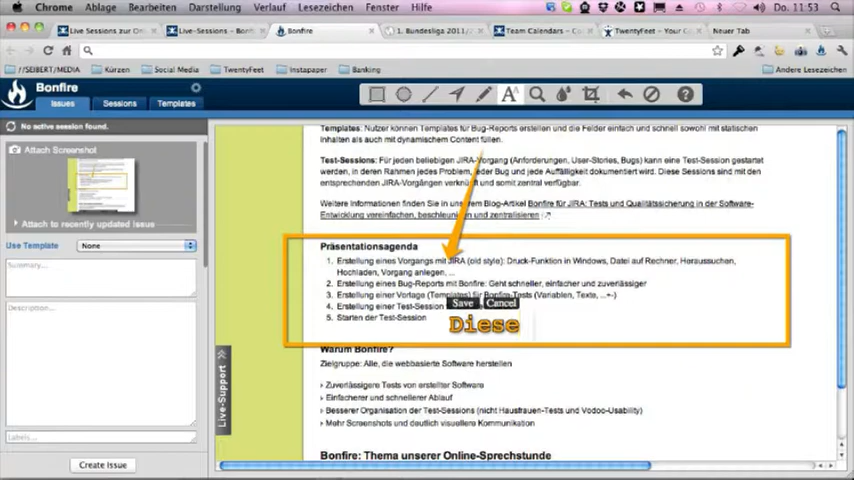 Chrome Ablage Bearbeiten Darstellung Verlauf Lesezeichen Fenster Hilfe Do. 11:53
Live Sessions zur On Live-Sessions – Bonf Bonfire 1. Bundesliga 2011/ Team Calendars – Co TwentyFeet – Your Neuer Tab
//SEIBERT/MEDIA Kürzen Social Media TwentyFeet Instapaper Banking Andere Lesezeichen
Bonfire
Issues Sessions Templates
No active session found.
Attach Screenshot
Attach to recently updated issue
Use Template None
Summary...
Description...
Labels...
Create Issue
Live-Support
Templates: Nutzer können Templates für Bug-Reports erstellen und die Felder einfach und schnell sowohl mit statischen
Inhalten als auch mit dynamischem Content füllen.
Test-Sessions: Für jeden beliebigen JIRA-Vorgang (Anforderungen, User-Stories, Bugs) kann eine Test-Session gestartet
werden, in deren Rahmen jedes Problem, jeder Bug und jede Auffälligkeit dokumentiert wird. Diese Sessions sind mit den
entsprechenden JIRA-Vorgängen verknüpft und somit zentral verfügbar.
Weitere Informationen finden Sie in unserem Blog-Artikel Bonfire für JIRA: Tests und Qualitätssicherung in der Software-
Entwicklung vereinfachen, beschleunigen und zentralisieren
Präsentationsagenda
1. Erstellung eines Vorgangs mit JIRA (old style): Druck-Funktion in Windows, Datei auf Rechner, Heraussuchen,
Hochladen, Vorgang anlegen, ...
2. Erstellung eines Bug-Reports mit Bonfire: Geht schneller, einfacher und zuverlässiger
3. Erstellung einer Vorlage (Templates) für Bonfire-Tests (Variablen, Texte, ...+-)
4. Erstellung einer Test-Session
5. Starten der Test-Session
Save Cancel
Diese
Warum Bonfire?
Zielgruppe: Alle, die webbasierte Software herstellen
› Zuverlässigere Tests von erstellter Software
› Einfacherer und schnellerer Ablauf
› Besserer Organisation der Test-Sessions (nicht Hausfrauen-Tests und Vodoo-Usability)
› Mehr Screenshots und deutlich visuellere Kommunikation
Bonfire: Thema unserer Online-Sprechstunde